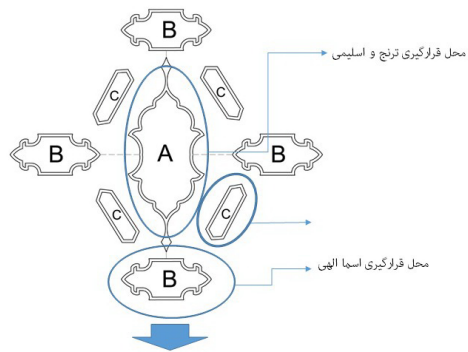 B
محل قرارگیری ترنج و اسلیمی
C C
B A B
C C
محل قرارگیری اسما الهی
B